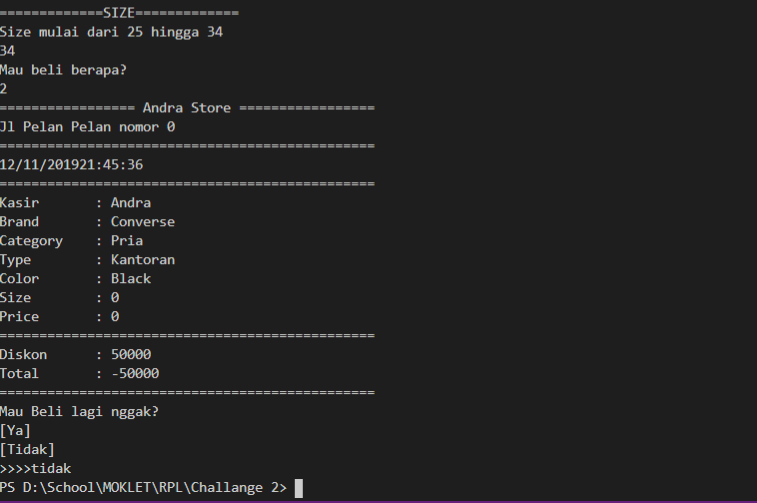 =============SIZE=============
Size mulai dari 25 hingga 34
34
Mau beli berapa?
2
================= Andra Store =================
Jl Pelan Pelan nomor 0
===============================================
12/11/201921:45:36
===============================================
Kasir       : Andra
Brand       : Converse
Category    : Pria
Type        : Kantoran
Color       : Black
Size        : 0
Price       : 0
===============================================
Diskon      : 50000
Total       : -50000
===============================================
Mau Beli lagi nggak?
[Ya]
[Tidak]
>>>>tidak
PS D:\School\MOKLET\RPL\Challange 2>